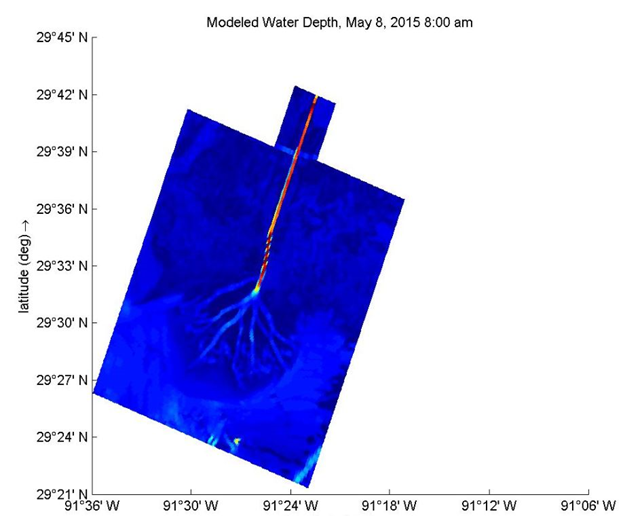 Modeled Water Depth, May 8, 2015 8:00 am
29°45' N
29°42' N
29°39' N
29°36' N
29°33' N
29°30' N
29°27' N
29°24' N
29°21' N
latitude (deg) →
91°36' W 91°30' W 91°24' W 91°18' W 91°12' W 91°06' W